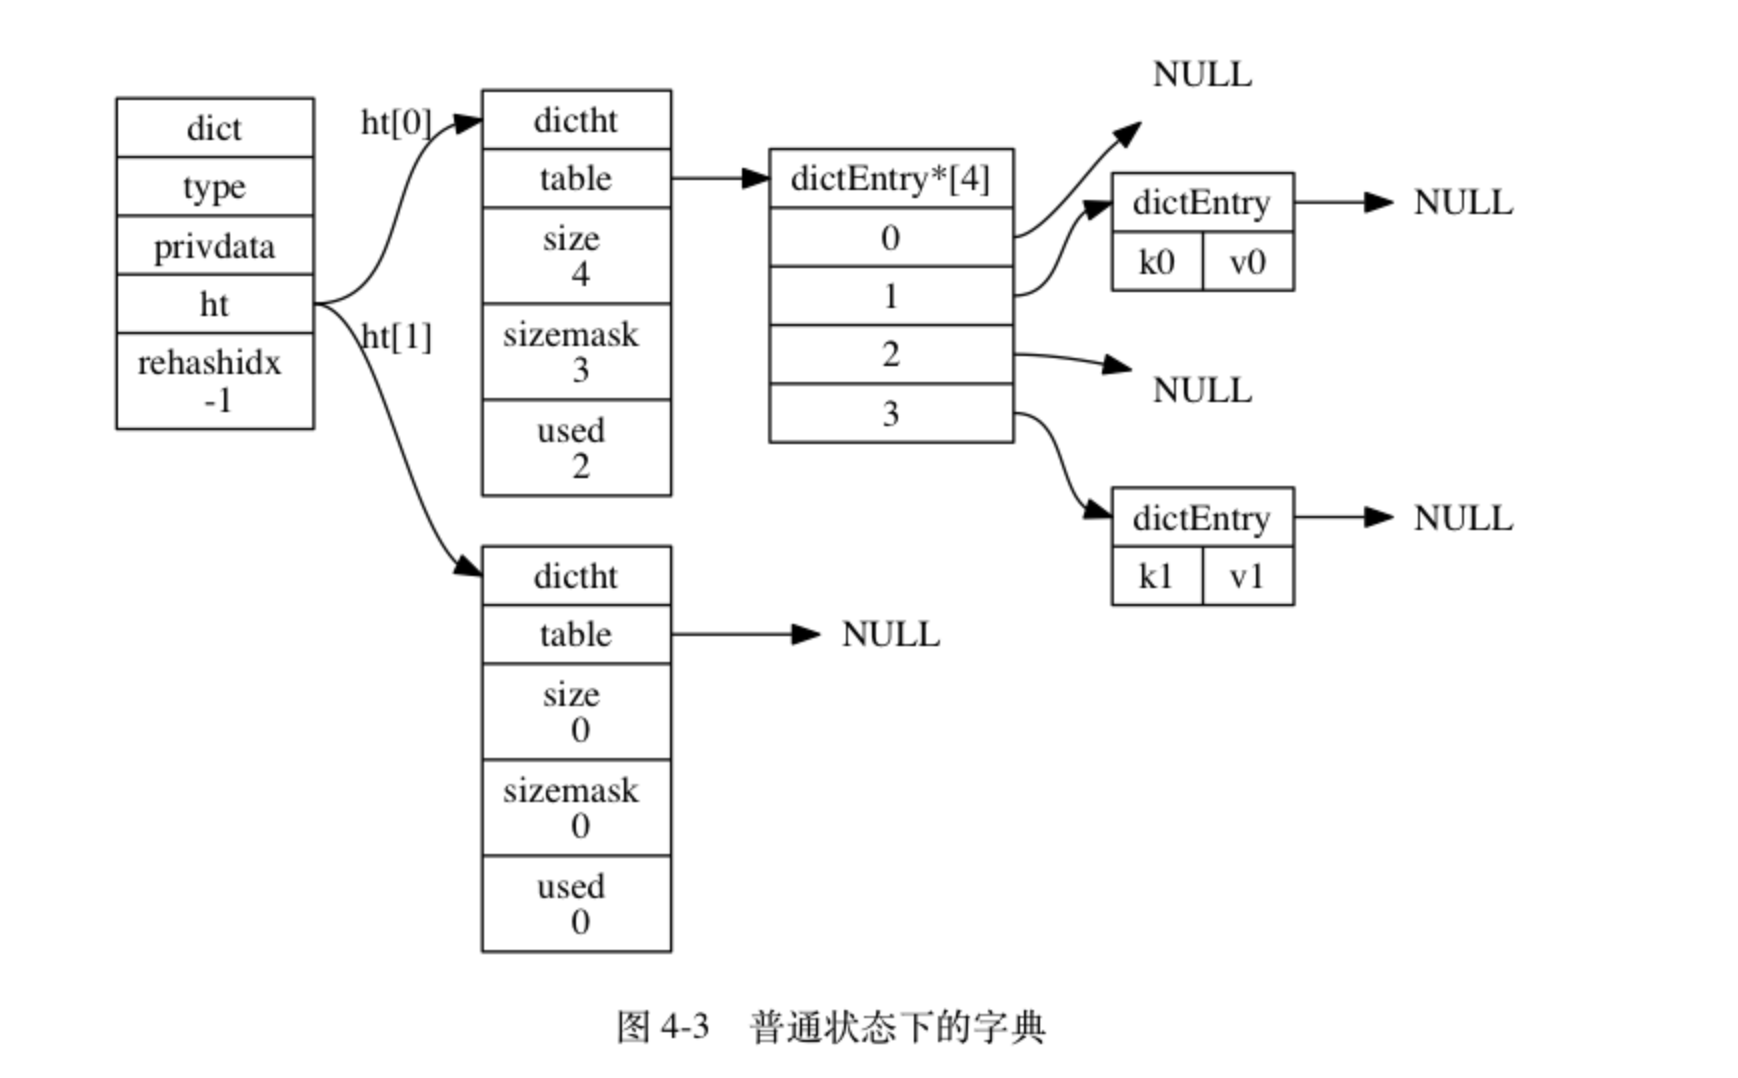 dict
type
privdata
ht
rehashidx
-1
ht[0]
ht[1]
dictht
table
size
4
sizemask
3
used
2
dictht
table
size
0
sizemask
0
used
0
NULL
dictEntry*[4]
0
1
2
3
NULL
dictEntry
k0 v0
NULL
NULL
dictEntry
k1 v1
NULL
图 4-3 普通状态下的字典